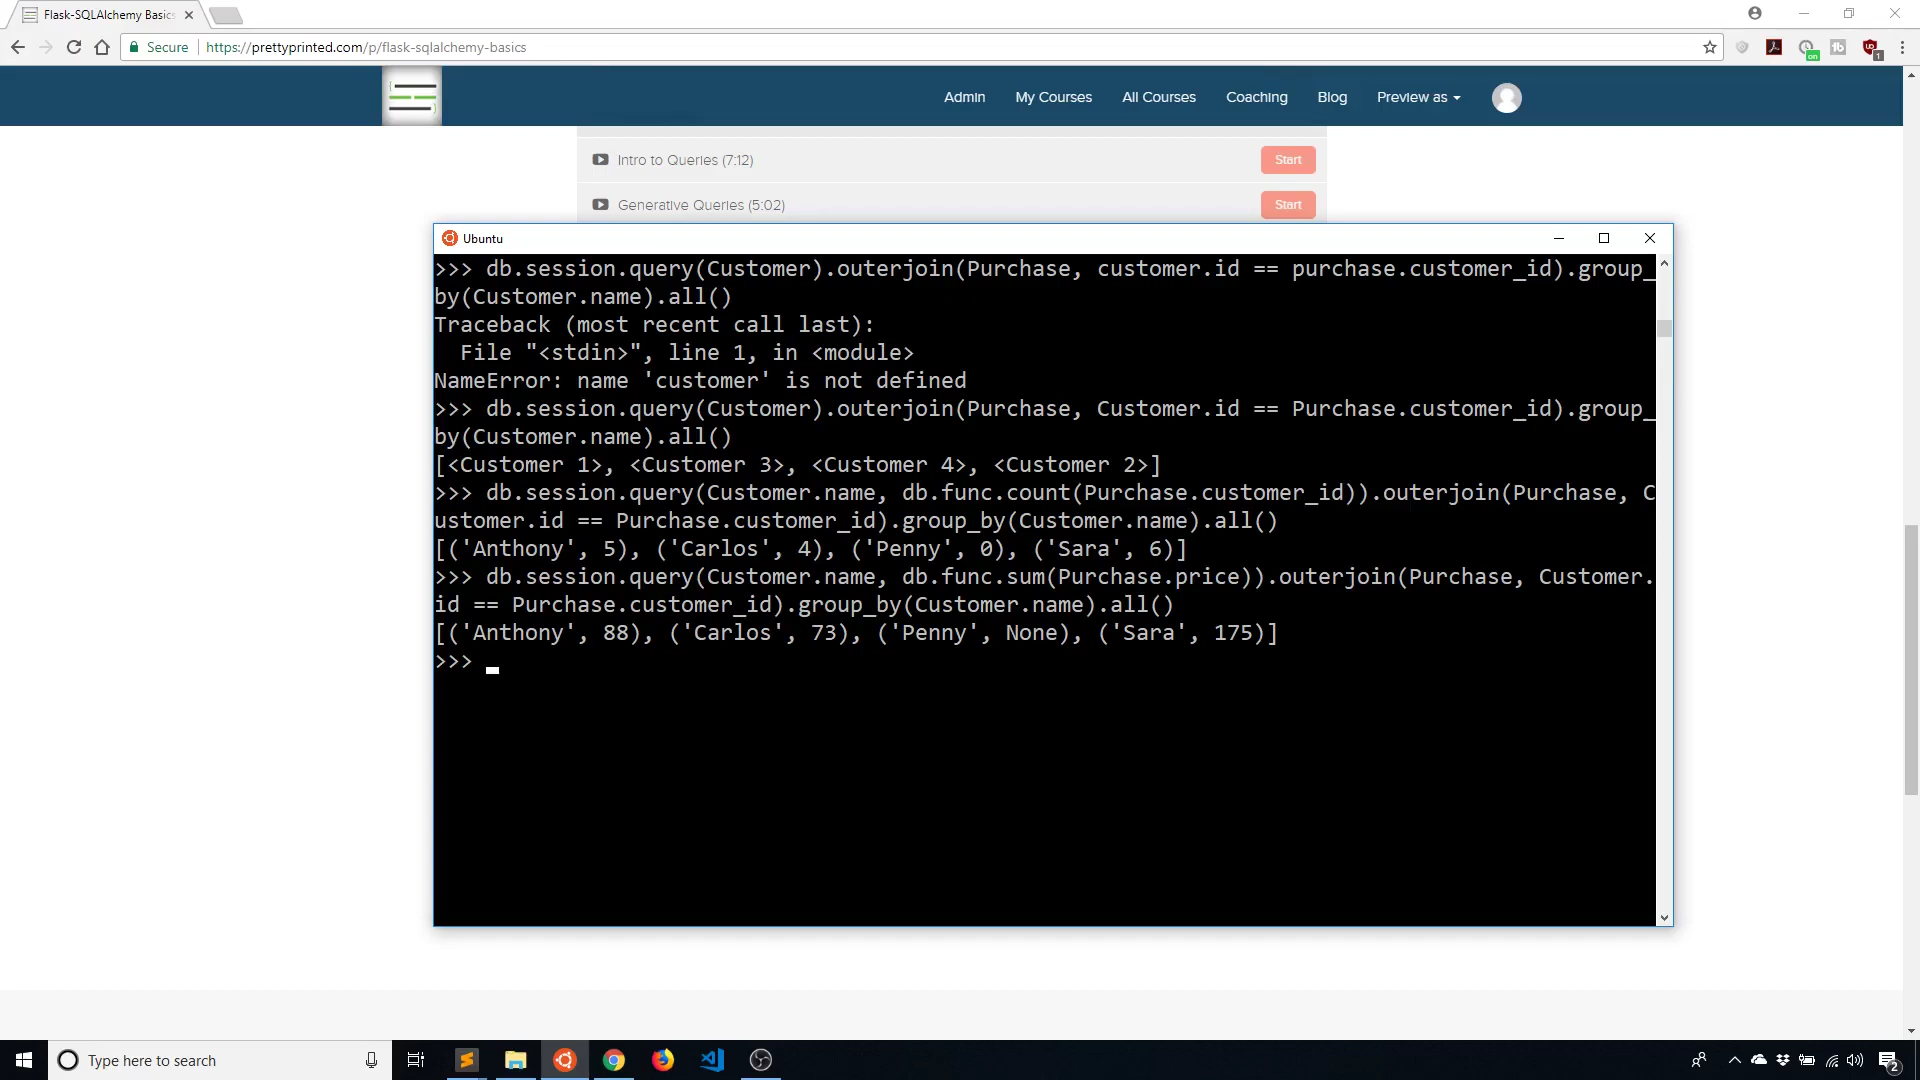 Flask-SQLAlchemy Basics
Secure https://prettyprinted.com/p/flask-sqlalchemy-basics
Admin My Courses All Courses Coaching Blog Preview as
Intro to Queries (7:12) Start
Generative Queries (5:02) Start
Ubuntu
>>> db.session.query(Customer).outerjoin(Purchase, customer.id == purchase.customer_id).group_
by(Customer.name).all()
Traceback (most recent call last):
  File "<stdin>", line 1, in <module>
NameError: name 'customer' is not defined
>>> db.session.query(Customer).outerjoin(Purchase, Customer.id == Purchase.customer_id).group_
by(Customer.name).all()
[<Customer 1>, <Customer 3>, <Customer 4>, <Customer 2>]
>>> db.session.query(Customer.name, db.func.count(Purchase.customer_id)).outerjoin(Purchase, C
ustomer.id == Purchase.customer_id).group_by(Customer.name).all()
[('Anthony', 5), ('Carlos', 4), ('Penny', 0), ('Sara', 6)]
>>> db.session.query(Customer.name, db.func.sum(Purchase.price)).outerjoin(Purchase, Customer.
id == Purchase.customer_id).group_by(Customer.name).all()
[('Anthony', 88), ('Carlos', 73), ('Penny', None), ('Sara', 175)]
>>>
Type here to search
2